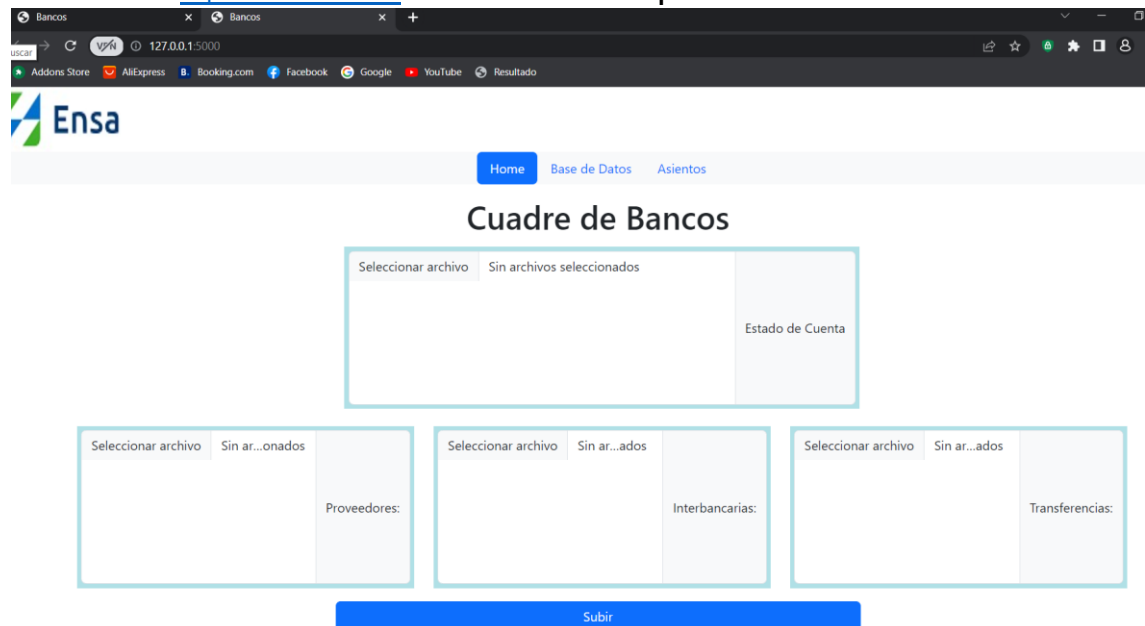 Bancos
Bancos
127.0.0.1:5000
VPN
uscar
Addons Store
AliExpress
Booking.com
Facebook
Google
YouTube
Resultado
Ensa
Home
Base de Datos
Asientos
Cuadre de Bancos
Seleccionar archivo
Sin archivos seleccionados
Estado de Cuenta
Seleccionar archivo
Sin ar...onados
Proveedores:
Seleccionar archivo
Sin ar...ados
Interbancarias:
Seleccionar archivo
Sin ar...ados
Transferencias:
Subir